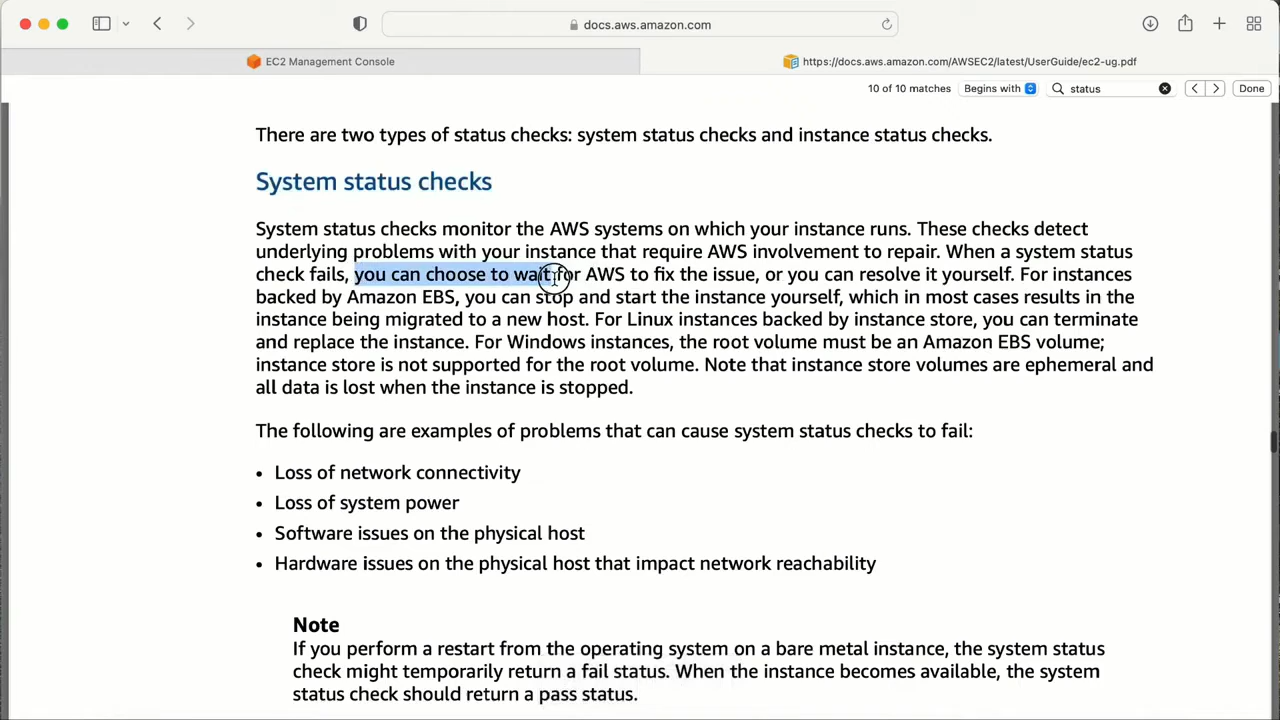 docs.aws.amazon.com
EC2 Management Console
https://docs.aws.amazon.com/AWSEC2/latest/UserGuide/ec2-ug.pdf
10 of 10 matches
Begins with
status
Done
There are two types of status checks: system status checks and instance status checks.
System status checks
System status checks monitor the AWS systems on which your instance runs. These checks detect
underlying problems with your instance that require AWS involvement to repair. When a system status
check fails, you can choose to wait for AWS to fix the issue, or you can resolve it yourself. For instances
backed by Amazon EBS, you can stop and start the instance yourself, which in most cases results in the
instance being migrated to a new host. For Linux instances backed by instance store, you can terminate
and replace the instance. For Windows instances, the root volume must be an Amazon EBS volume;
instance store is not supported for the root volume. Note that instance store volumes are ephemeral and
all data is lost when the instance is stopped.
The following are examples of problems that can cause system status checks to fail:
• Loss of network connectivity
• Loss of system power
• Software issues on the physical host
• Hardware issues on the physical host that impact network reachability
Note
If you perform a restart from the operating system on a bare metal instance, the system status
check might temporarily return a fail status. When the instance becomes available, the system
status check should return a pass status.